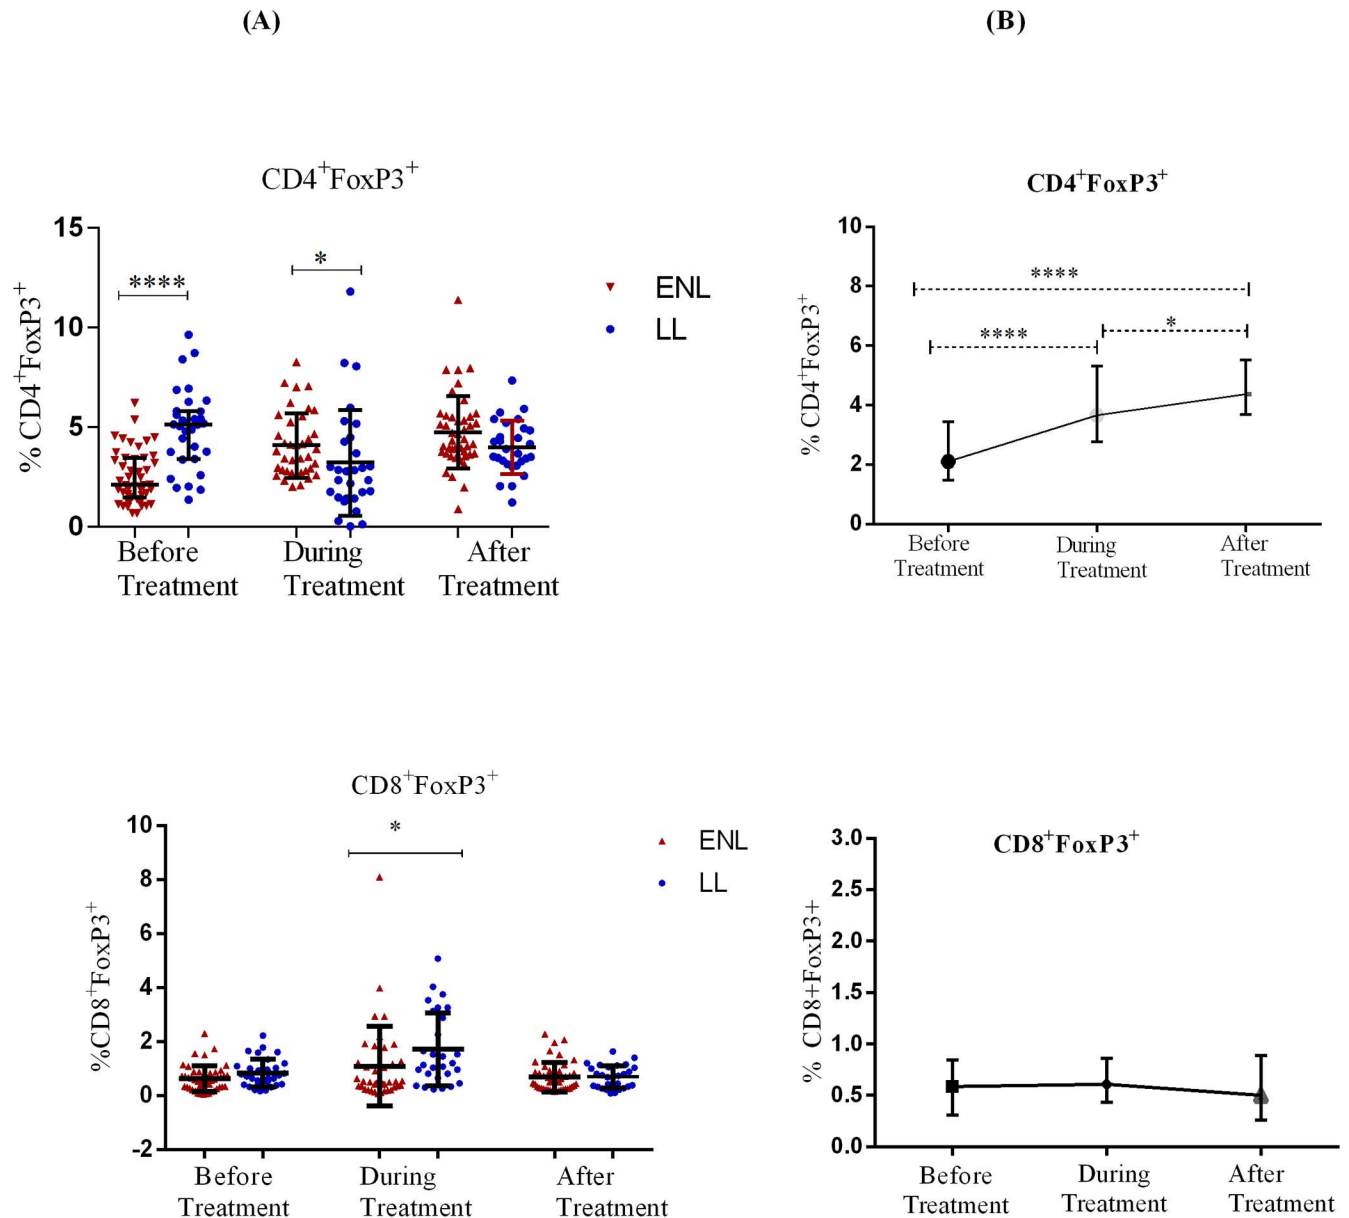 (A)
(B)
CD4+FoxP3+
% CD4+FoxP3+
15
10
5
0
****
*
ENL
LL
Before
Treatment
During
Treatment
After
Treatment
CD4+FoxP3+
% CD4+FoxP3+
10
8
6
4
2
0
****
****
*
Before
Treatment
During
Treatment
After
Treatment
CD8+FoxP3+
%CD8+FoxP3+
10
8
6
4
2
0
-2
*
ENL
LL
Before
Treatment
During
Treatment
After
Treatment
CD8+FoxP3+
% CD8+FoxP3+
3.0
2.5
2.0
1.5
1.0
0.5
0.0
Before
Treatment
During
Treatment
After
Treatment